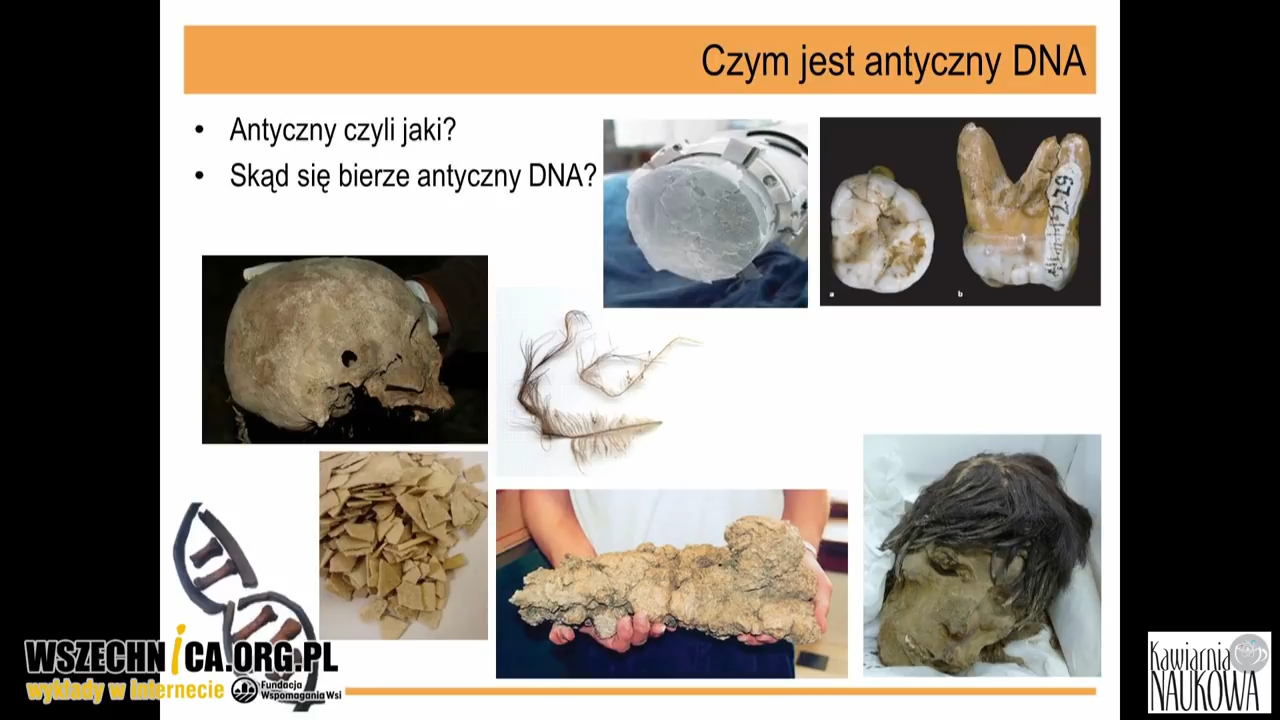 Czym jest antyczny DNA
• Antyczny czyli jaki?
• Skąd się bierze antyczny DNA?
a
b
WSZECHNiCA.ORG.PL
wykłady w internecie
Fundacja
Wspomagania Wsi
Kawiarnia
NAUKOWA